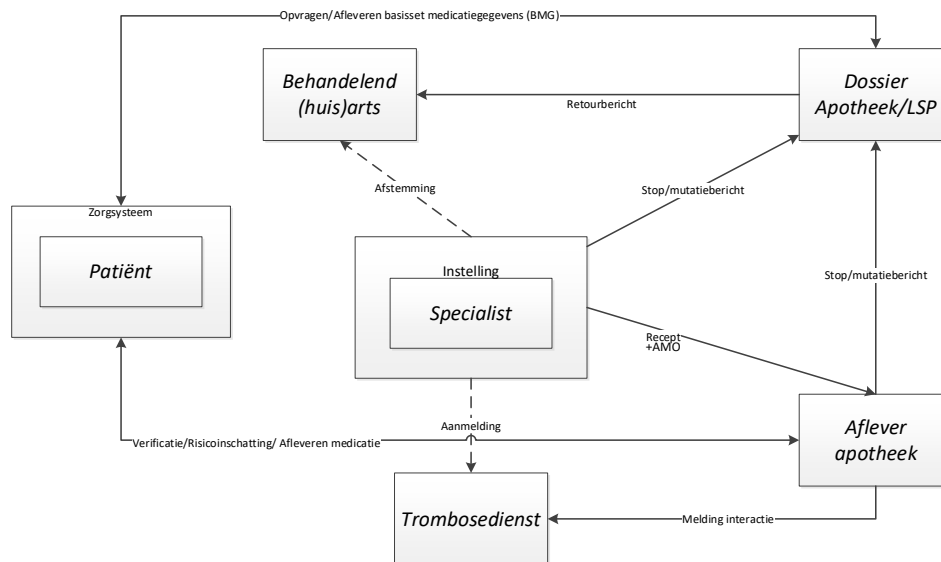 Opvragen/Afleveren basisset medicatiegegevens (BMG)
Behandelend
(huis)arts
Dossier
Apotheek/LSP
Retourbericht
Afstemming
Stop/mutatiebericht
Zorgsysteem
Patiënt
Instelling
Specialist
Stop/mutatiebericht
Recept
+AMO
Aanmelding
Verificatie/Risicoinschatting/ Afleveren medicatie
Aflever
apotheek
Trombosedienst
Melding interactie